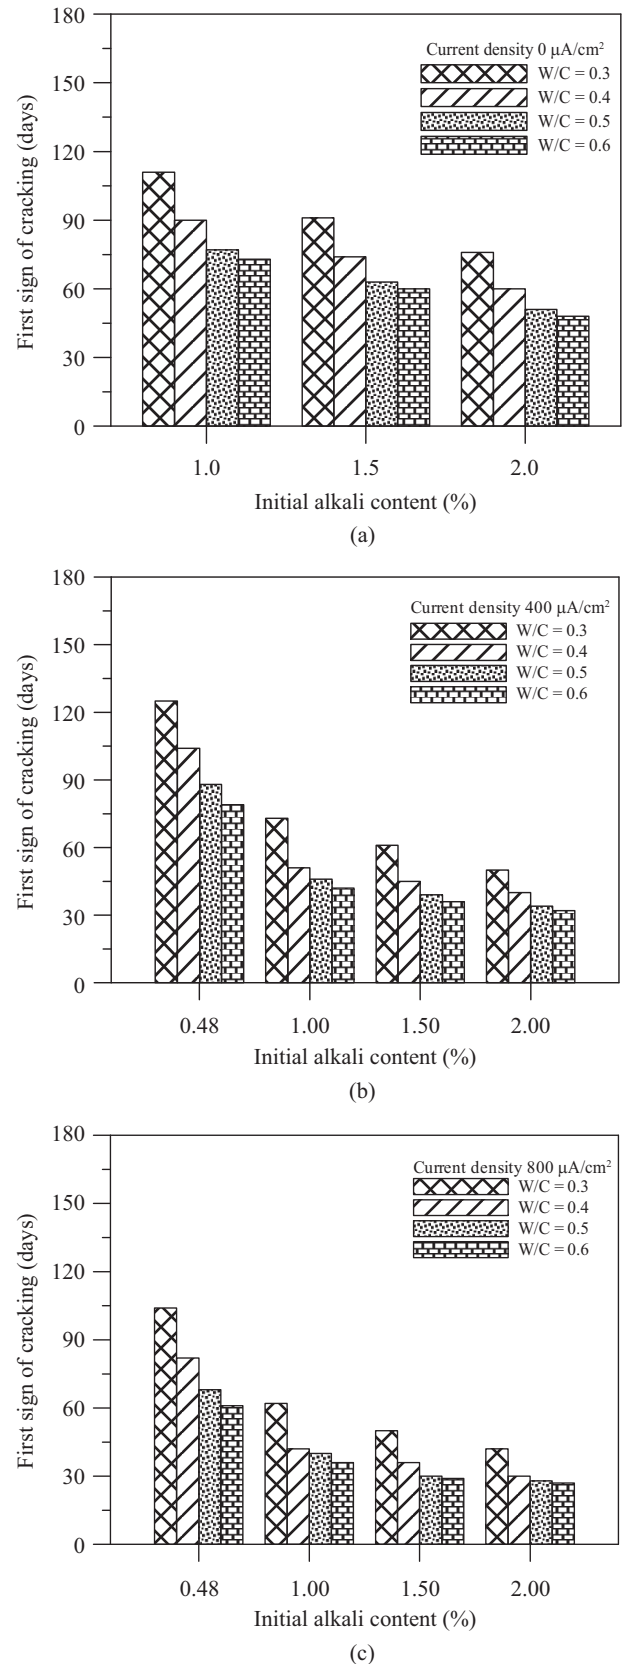 180
150
120
90
60
30
0
First sign of cracking (days)
Current density 0 μA/cm²
W/C = 0.3
W/C = 0.4
W/C = 0.5
W/C = 0.6
1.0 1.5 2.0
Initial alkali content (%)
(a)
180
150
120
90
60
30
0
First sign of cracking (days)
Current density 400 μA/cm²
W/C = 0.3
W/C = 0.4
W/C = 0.5
W/C = 0.6
0.48 1.00 1.50 2.00
Initial alkali content (%)
(b)
180
150
120
90
60
30
0
First sign of cracking (days)
Current density 800 μA/cm²
W/C = 0.3
W/C = 0.4
W/C = 0.5
W/C = 0.6
0.48 1.00 1.50 2.00
Initial alkali content (%)
(c)